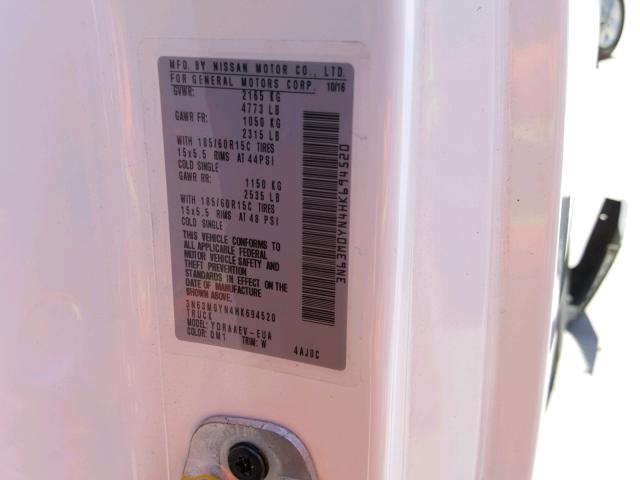 MFD. BY NISSAN MOTOR CO., LTD.
FOR GENERAL MOTORS CORP. 10/16
GVWR: 2165 KG
4773 LB
GAWR FR: 1050 KG
2315 LB
WITH 185/60R15C TIRES
15x5.5 RIMS AT 44PSI
COLD SINGLE
GAWR RR: 1150 KG
2535 LB
WITH 185/60R15C TIRES
15x5.5 RIMS AT 48 PSI
COLD SINGLE
THIS VEHICLE CONFORMS TO
ALL APPLICABLE FEDERAL
MOTOR VEHICLE SAFETY AND
THEFT PREVENTION
STANDARDS IN EFFECT ON THE
DATE OF MANUFACTURE
SHOWN ABOVE.
3N63M0YN4HK694520
TRUCK
MODEL: YDRAAEV-EUA
COLOR: QM1 TRIM: W 4AJ0C
3N63M0YN4HK694520